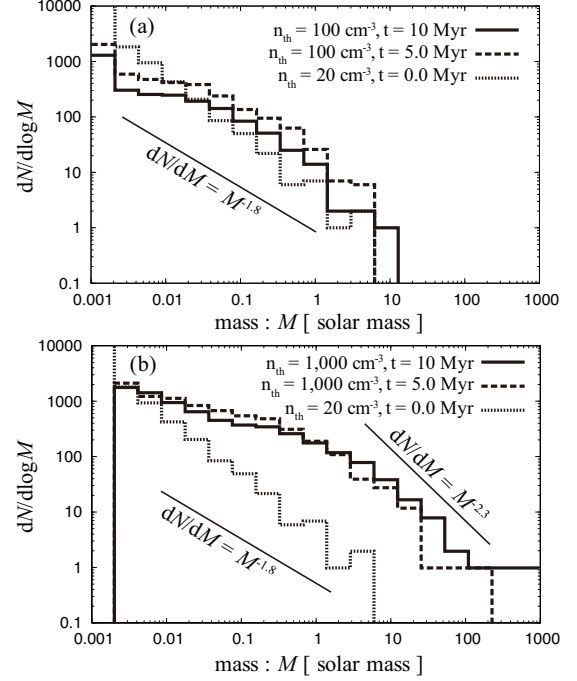 (a)
n_th = 100 cm⁻³, t = 10 Myr
n_th = 100 cm⁻³, t = 5.0 Myr
n_th = 20 cm⁻³, t = 0.0 Myr
dN/dlogM
10000
1000
100
10
1
0.1
dN/dM = M^-1.8
0.001 0.01 0.1 1 10 100 1000
mass : M [ solar mass ]
(b)
n_th = 1,000 cm⁻³, t = 10 Myr
n_th = 1,000 cm⁻³, t = 5.0 Myr
n_th = 20 cm⁻³, t = 0.0 Myr
dN/dlogM
10000
1000
100
10
1
0.1
dN/dM = M^-2.3
dN/dM = M^-1.8
0.001 0.01 0.1 1 10 100 1000
mass : M [ solar mass ]